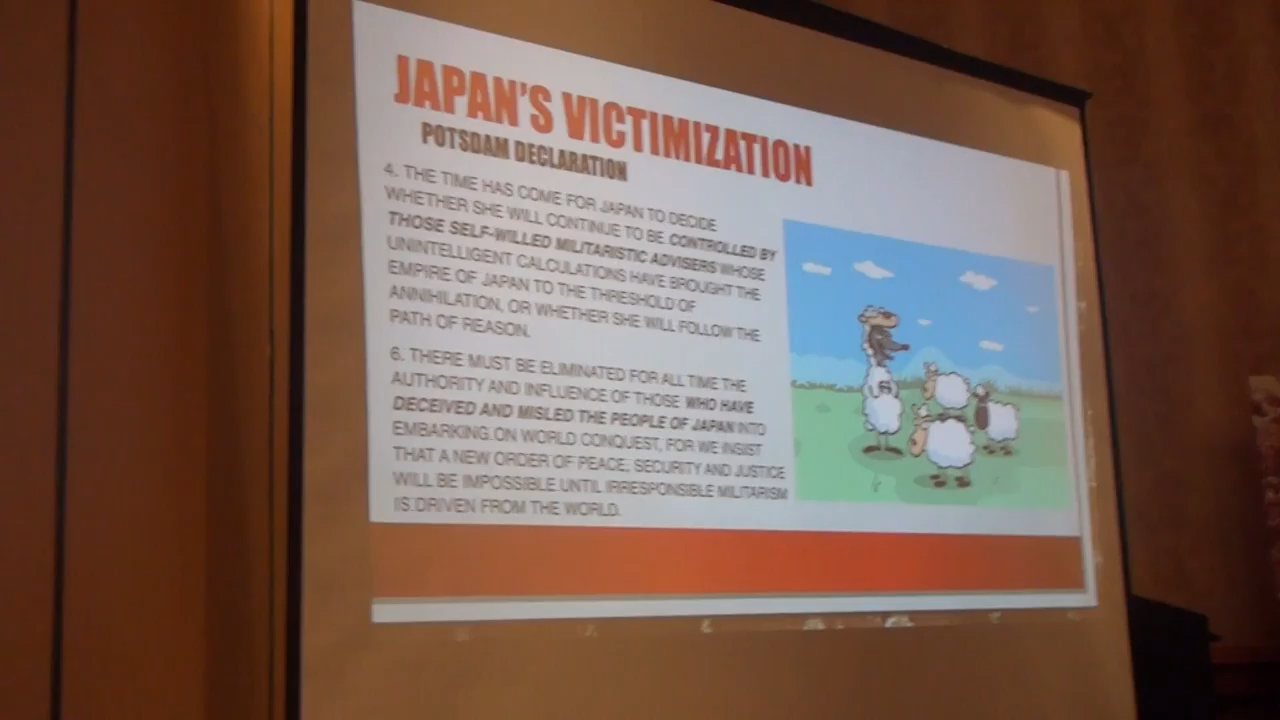 JAPAN'S VICTIMIZATION
POTSDAM DECLARATION
4. THE TIME HAS COME FOR JAPAN TO DECIDE
WHETHER SHE WILL CONTINUE TO BE CONTROLLED BY
THOSE SELF-WILLED MILITARISTIC ADVISERS WHOSE
UNINTELLIGENT CALCULATIONS HAVE BROUGHT THE
EMPIRE OF JAPAN TO THE THRESHOLD OF
ANNIHILATION, OR WHETHER SHE WILL FOLLOW THE
PATH OF REASON.
6. THERE MUST BE ELIMINATED FOR ALL TIME THE
AUTHORITY AND INFLUENCE OF THOSE WHO HAVE
DECEIVED AND MISLED THE PEOPLE OF JAPAN INTO
EMBARKING ON WORLD CONQUEST, FOR WE INSIST
THAT A NEW ORDER OF PEACE, SECURITY AND JUSTICE
WILL BE IMPOSSIBLE UNTIL IRRESPONSIBLE MILITARISM
IS DRIVEN FROM THE WORLD.